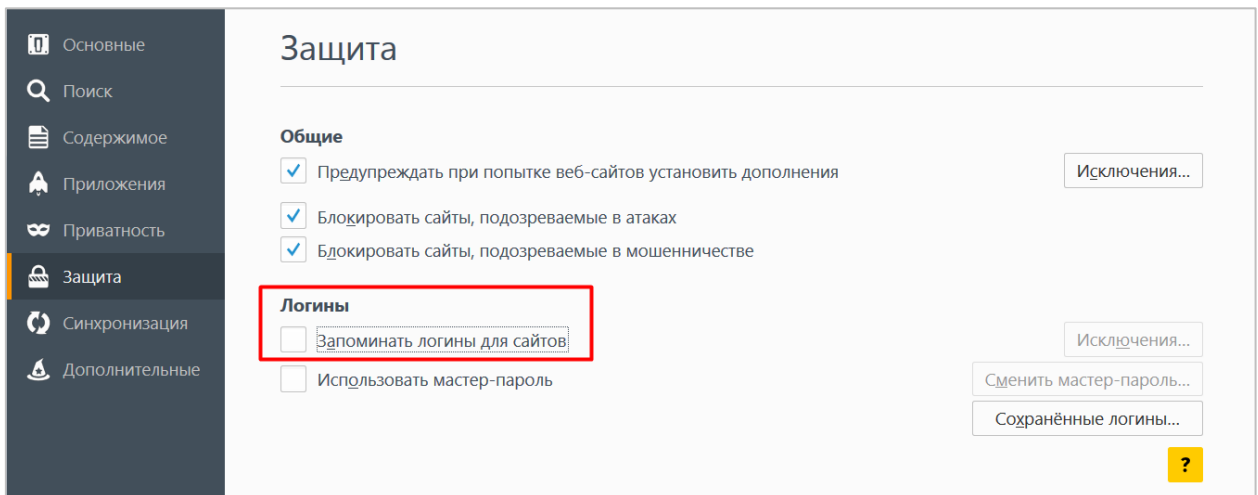 Основные
Поиск
Содержимое
Приложения
Приватность
Защита
Синхронизация
Дополнительные
Защита
Общие
Предупреждать при попытке веб-сайтов установить дополнения
Исключения...
Блокировать сайты, подозреваемые в атаках
Блокировать сайты, подозреваемые в мошенничестве
Логины
Запоминать логины для сайтов
Исключения...
Использовать мастер-пароль
Сменить мастер-пароль...
Сохранённые логины...
?